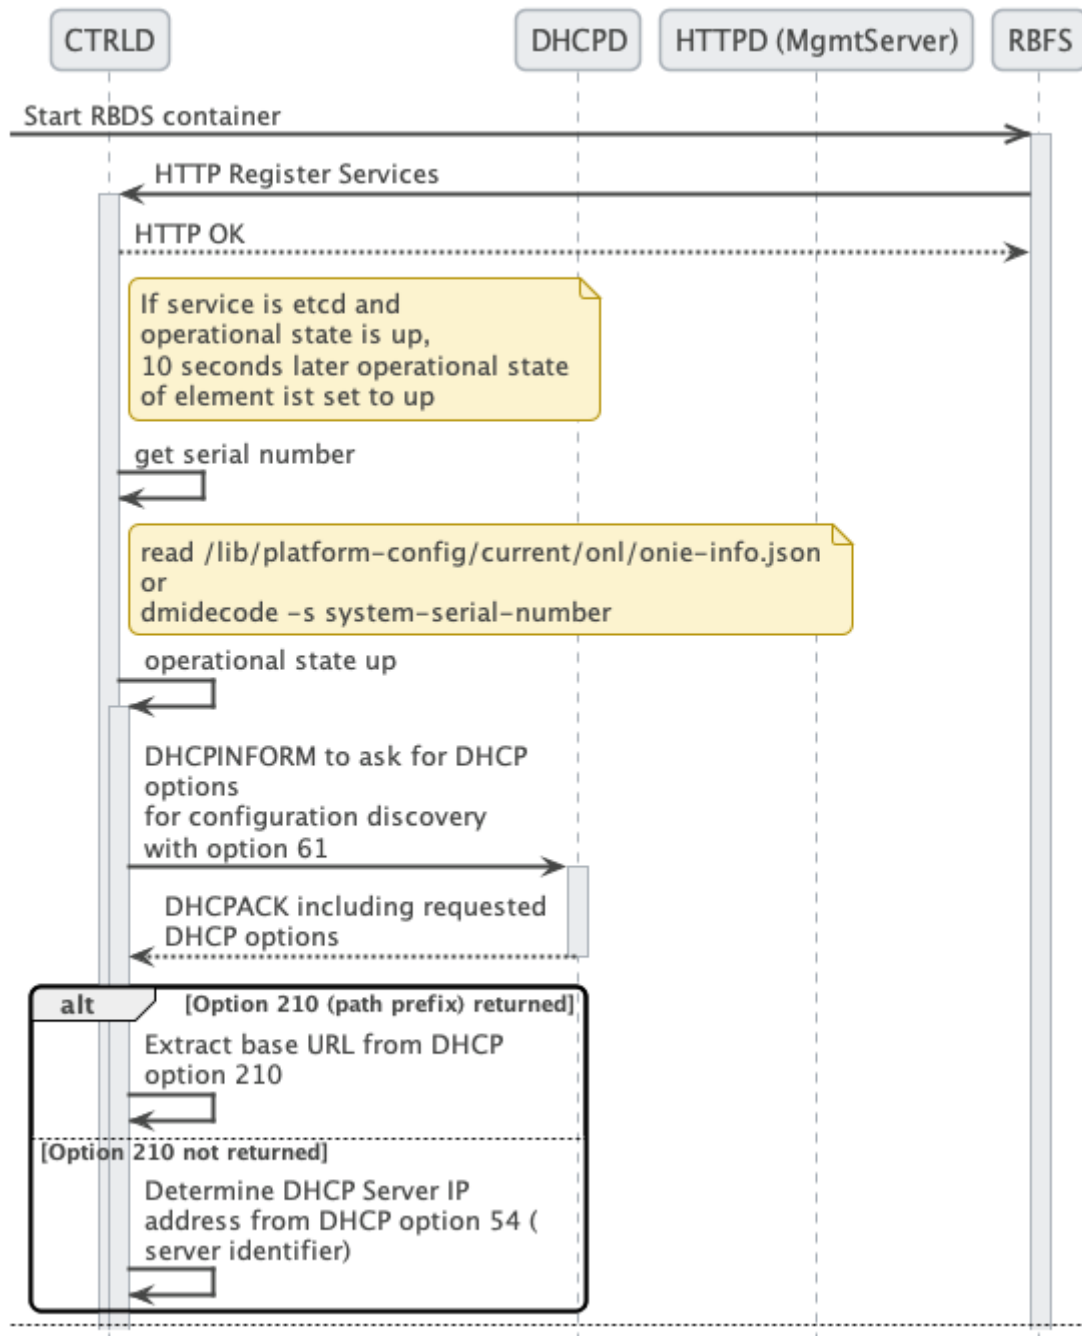 CTRLD
DHCPD
HTTPD (MgmtServer)
RBFS
Start RBDS container
HTTP Register Services
HTTP OK
If service is etcd and
operational state is up,
10 seconds later operational state
of element ist set to up
get serial number
read /lib/platform-config/current/onl/onie-info.json
or
dmidecode -s system-serial-number
operational state up
DHCPINFORM to ask for DHCP
options
for configuration discovery
with option 61
DHCPACK including requested
DHCP options
alt
[Option 210 (path prefix) returned]
Extract base URL from DHCP
option 210
[Option 210 not returned]
Determine DHCP Server IP
address from DHCP option 54 (
server identifier)